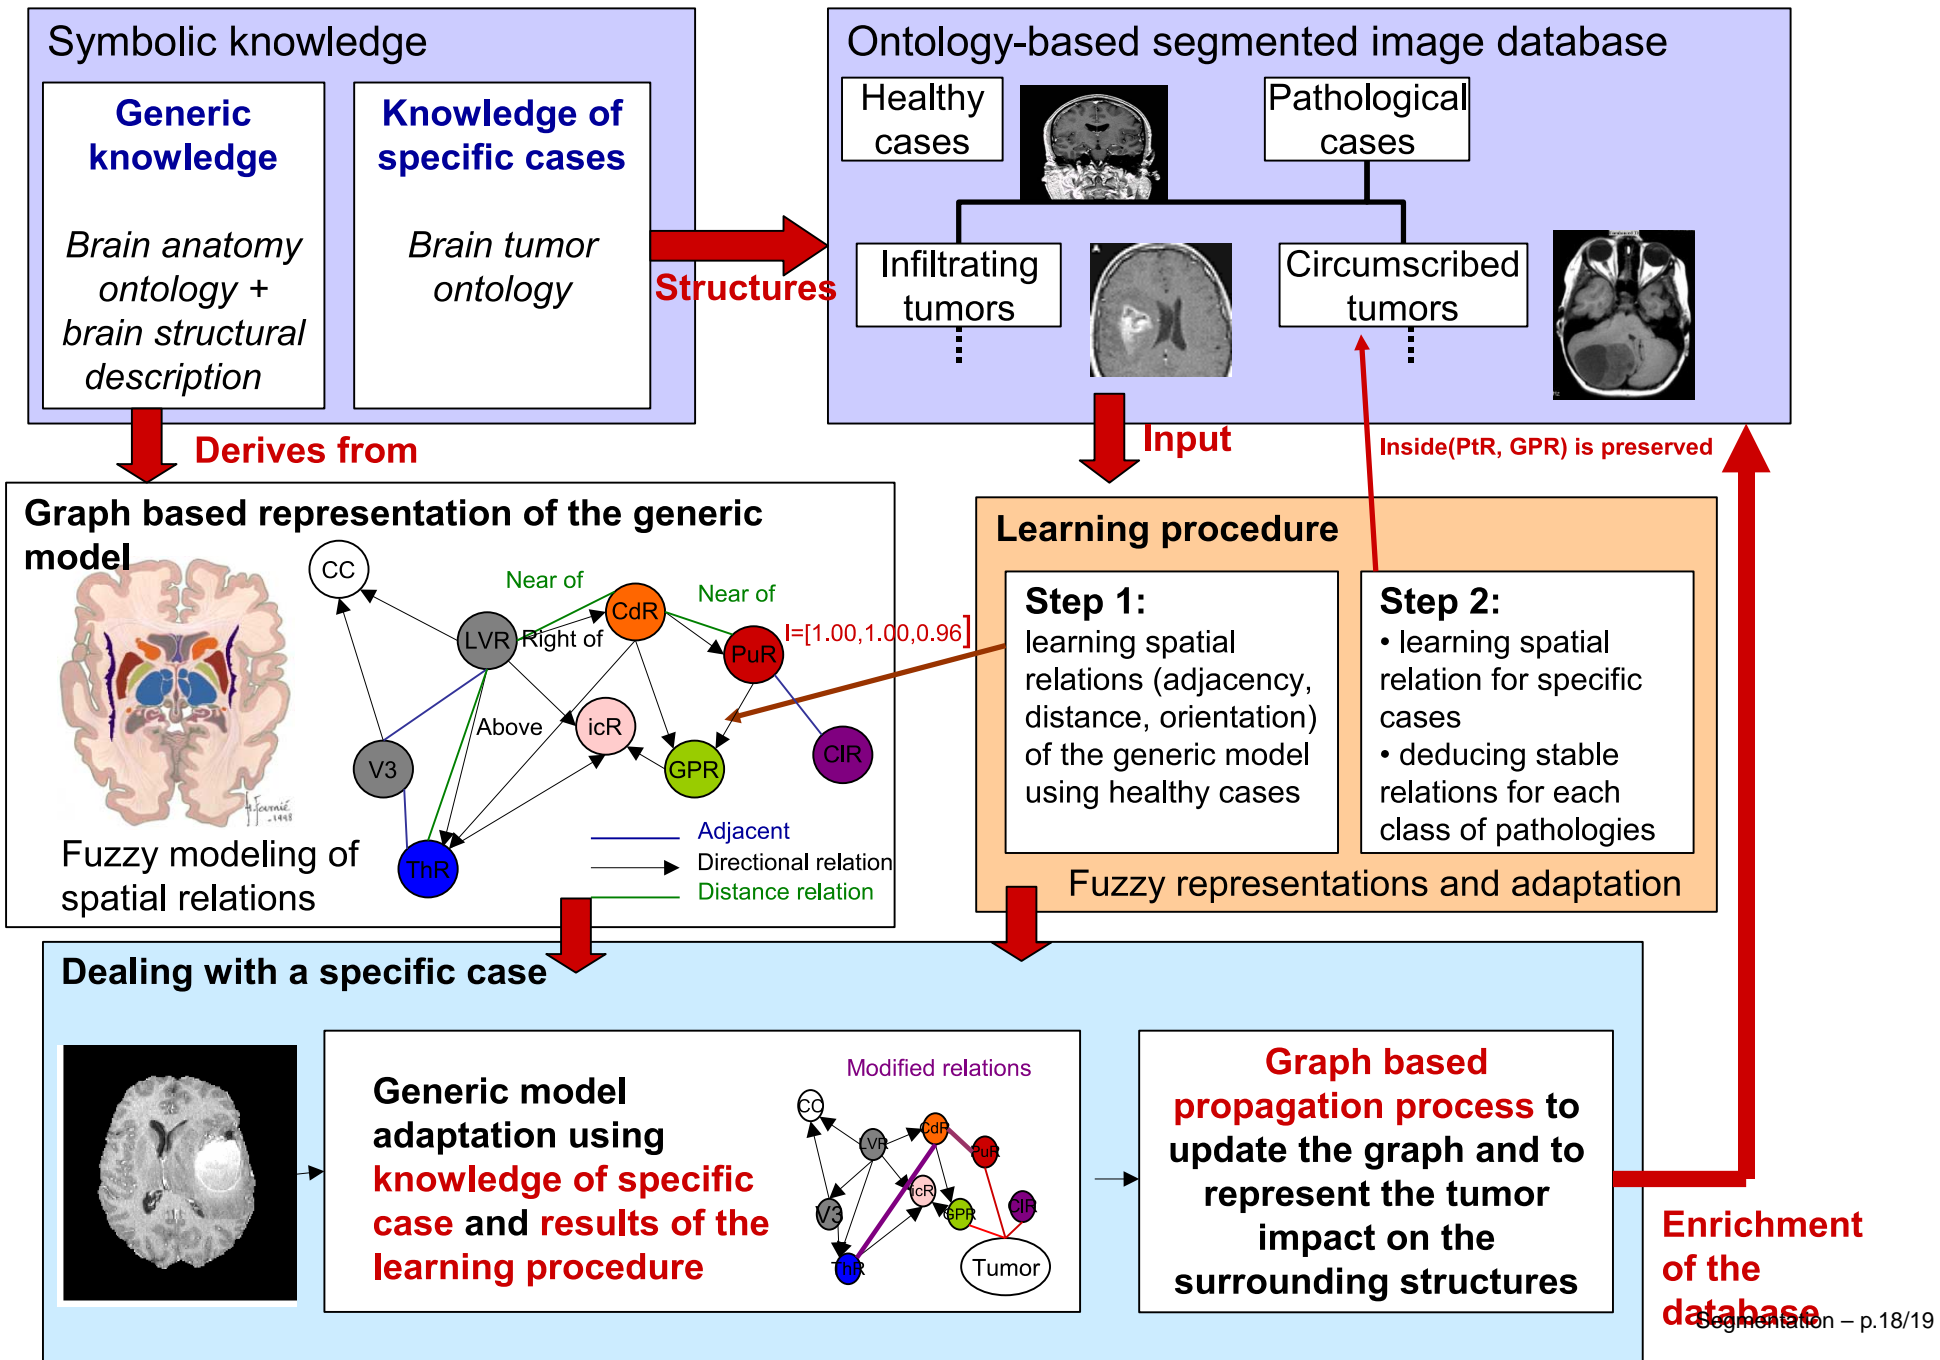 Symbolic knowledge
Generic
knowledge
Brain anatomy
ontology +
brain structural
description
Knowledge of
specific cases
Brain tumor
ontology
Structures
Ontology-based segmented image database
Healthy
cases
Pathological
cases
Infiltrating
tumors
Circumscribed
tumors
Derives from
Input
Inside(PtR, GPR) is preserved
Graph based representation of the generic
model
CC
Near of
CdR
Near of
LVR
Right of
PuR
I=[1.00,1.00,0.96]
Above
icR
V3
GPR
ClR
ThR
Adjacent
Directional relation
Distance relation
Fuzzy modeling of
spatial relations
Learning procedure
Step 1:
learning spatial
relations (adjacency,
distance, orientation)
of the generic model
using healthy cases
Step 2:
• learning spatial
relation for specific
cases
• deducing stable
relations for each
class of pathologies
Fuzzy representations and adaptation
Dealing with a specific case
Generic model
adaptation using
knowledge of specific
case and results of the
learning procedure
Modified relations
CC
LVR
CdR
PuR
icR
V3
GPR
ClR
ThR
Tumor
Graph based
propagation process to
update the graph and to
represent the tumor
impact on the
surrounding structures
Enrichment
of the
database
Segmentation – p.18/19